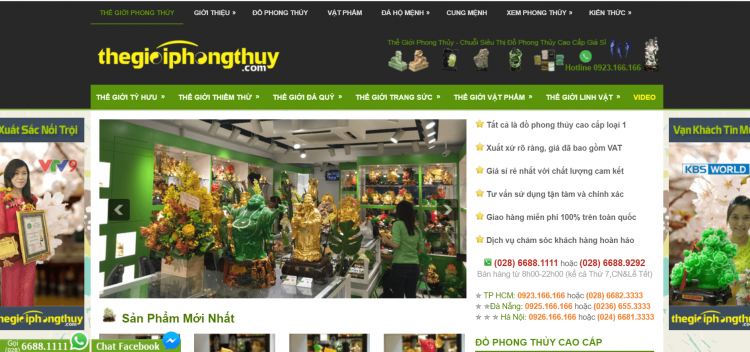 THẾ GIỚI PHONG THỦY GIỚI THIỆU » ĐỒ PHONG THỦY VẬT PHẨM ĐÁ HỘ MỆNH » CUNG MỆNH XEM PHONG THỦY » KIẾN THỨC »
Thế Giới Phong Thủy - Chuỗi Siêu Thị Đồ Phong Thủy Cao Cấp Giá Sỉ
thegioiphongthuy
.com
Hotline 0923.166.166
THẾ GIỚI TỲ HƯU » THẾ GIỚI THIỀM THỪ » THẾ GIỚI ĐÁ QUÝ » THẾ GIỚI TRANG SỨC » THẾ GIỚI VẬT PHẨM » THẾ GIỚI LINH VẬT » VIDEO
Xuất Sắc Nổi Trội
VTV9
thegioiphongthuy
.com
Tất cả là đồ phong thủy cao cấp loại 1
Xuất xứ rõ ràng, giá đã bao gồm VAT
Giá sỉ rẻ nhất với chất lượng cam kết
Tư vấn sử dụng tận tâm và chính xác
Giao hàng miễn phí 100% trên toàn quốc
Dịch vụ chăm sóc khách hàng hoàn hảo
(028) 6688.1111 hoặc (028) 6688.9292
Bán hàng từ 8h00-22h00 (kể cả Thứ 7,CN&Lễ Tết)
TP HCM: 0923.166.166 hoặc (028) 6682.3333
Đà Nẵng: 0925.166.166 hoặc (0236) 655.3333
Hà Nội: 0926.166.166 hoặc (024) 6681.3333
ĐỒ PHONG THỦY CAO CẤP
Vạn Khách Tin
KBS WORLD
thegioiphongthuy
.com
Sản Phẩm Mới Nhất
Gọi
(028) 6688.1111
Chat Facebook